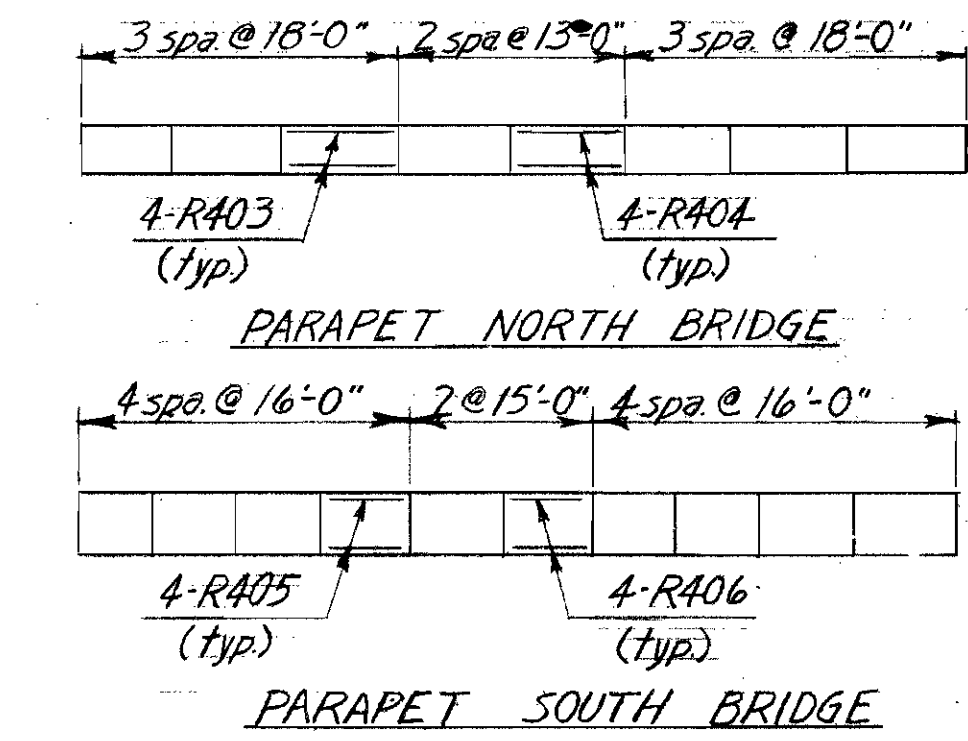 3 spa. @ 18'-0" 2 spa @ 13'-0" 3 spa. @ 18'-0"
4-R403 4-R404
(typ.) (typ.)
PARAPET NORTH BRIDGE
4 spa. @ 16'-0" 2 @ 15'-0" 4 spa. @ 16'-0"
4-R405 4-R406
(typ.) (typ.)
PARAPET SOUTH BRIDGE